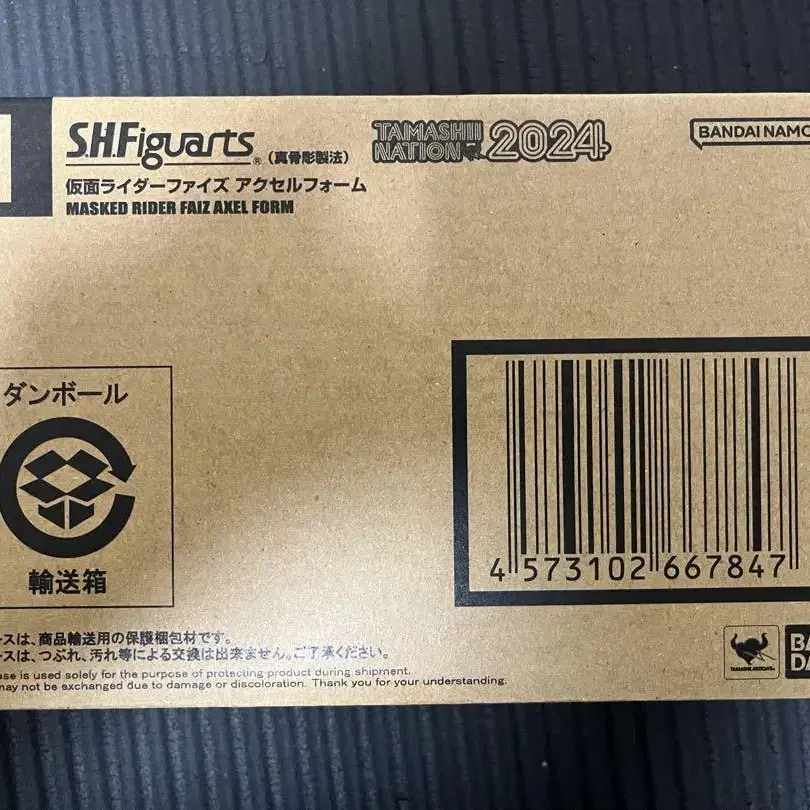 S.H.Figuarts® (真骨彫製法)
TAMASHII NATION 2024
BANDAI NAMCO
仮面ライダーファイズ アクセルフォーム
MASKED RIDER FAIZ AXEL FORM
ダンボール
輸送箱
4 573102 667847
ースは、商品輸送用の保護梱包材です。
ースは、つぶれ、汚れ等による交換は出来ません。ご了承ください。
ase is used solely for the purpose of protecting product during shipment.
may not be exchanged due to damage or discoloration. Thank you for your understanding.
TAMASHII NATIONS
BA
DA